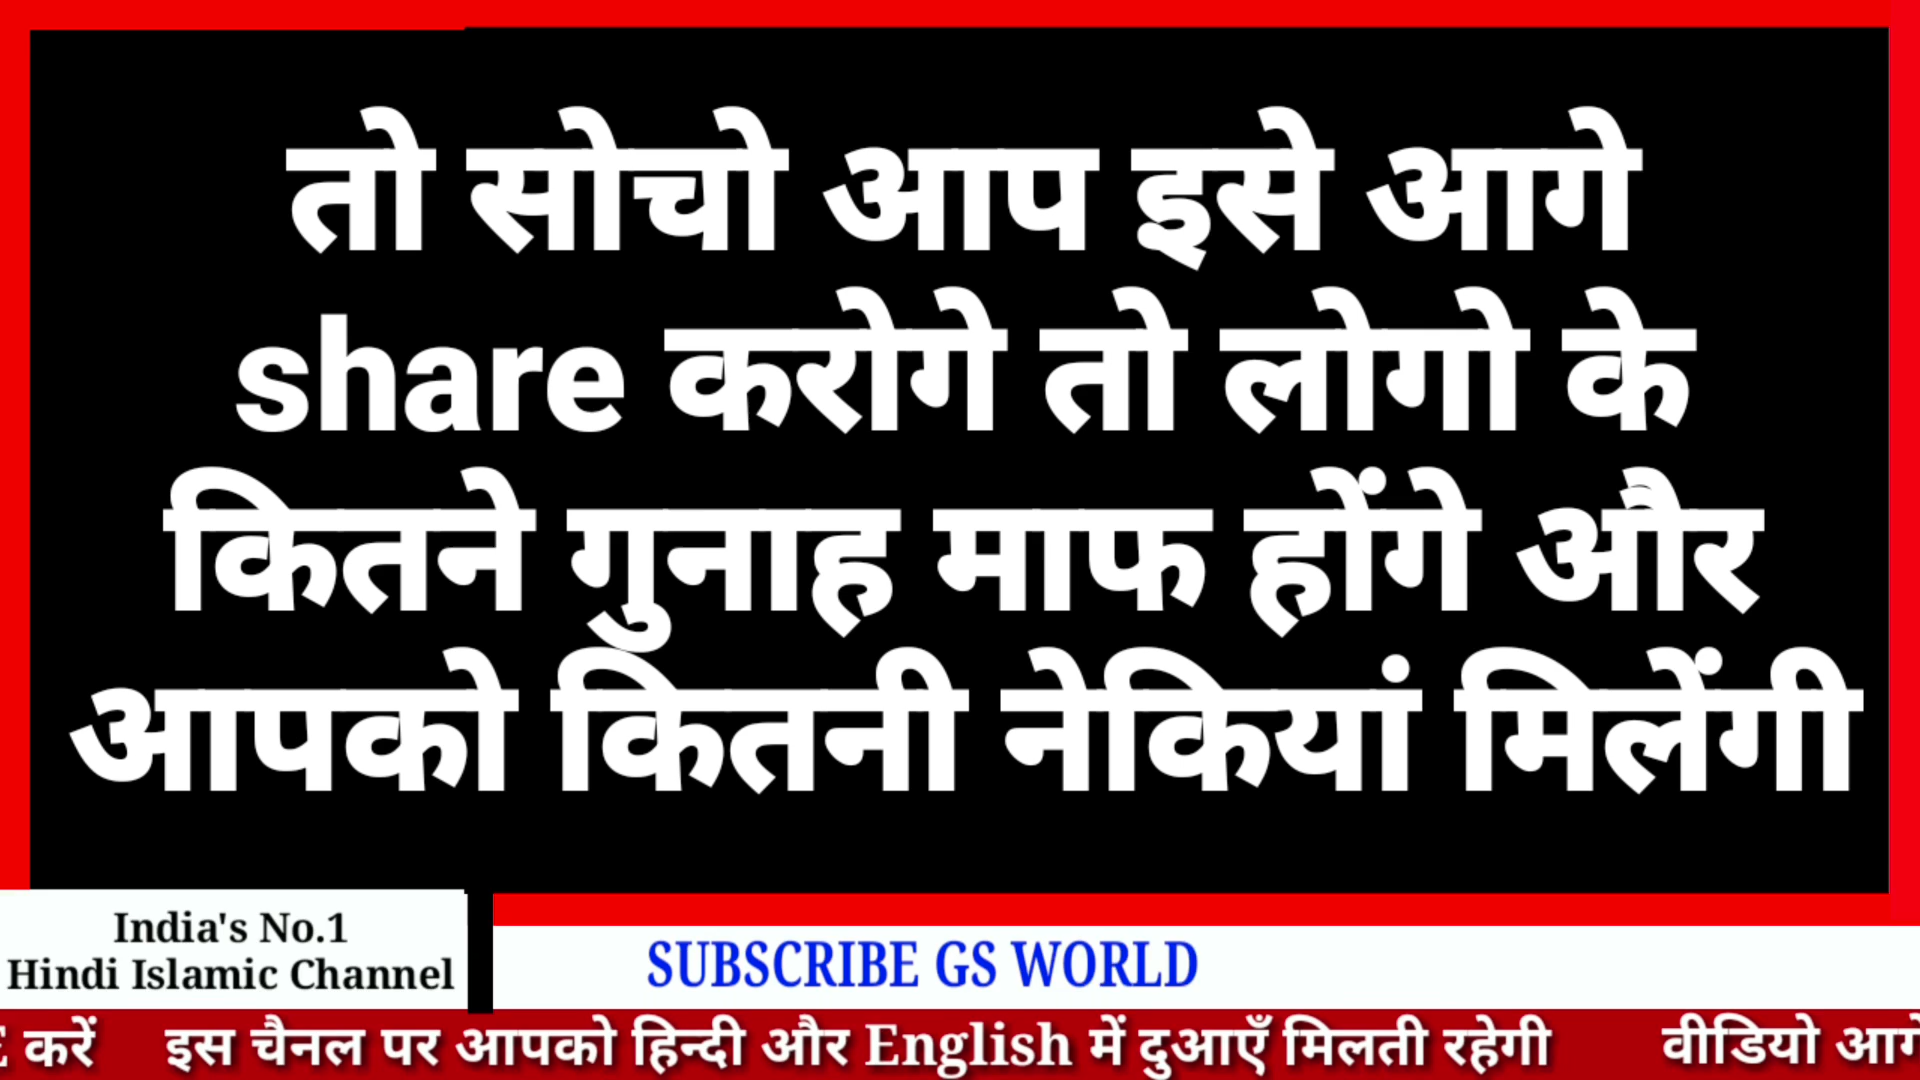 तो सोचो आप इसे आगे
share करोगे तो लोगो के
कितने गुनाह माफ होंगे और
आपको कितनी नेकियां मिलेंगी
India's No.1
Hindi Islamic Channel
SUBSCRIBE GS WORLD
करें इस चैनल पर आपको हिन्दी और English में दुआएँ मिलती रहेगी वीडियो आगे